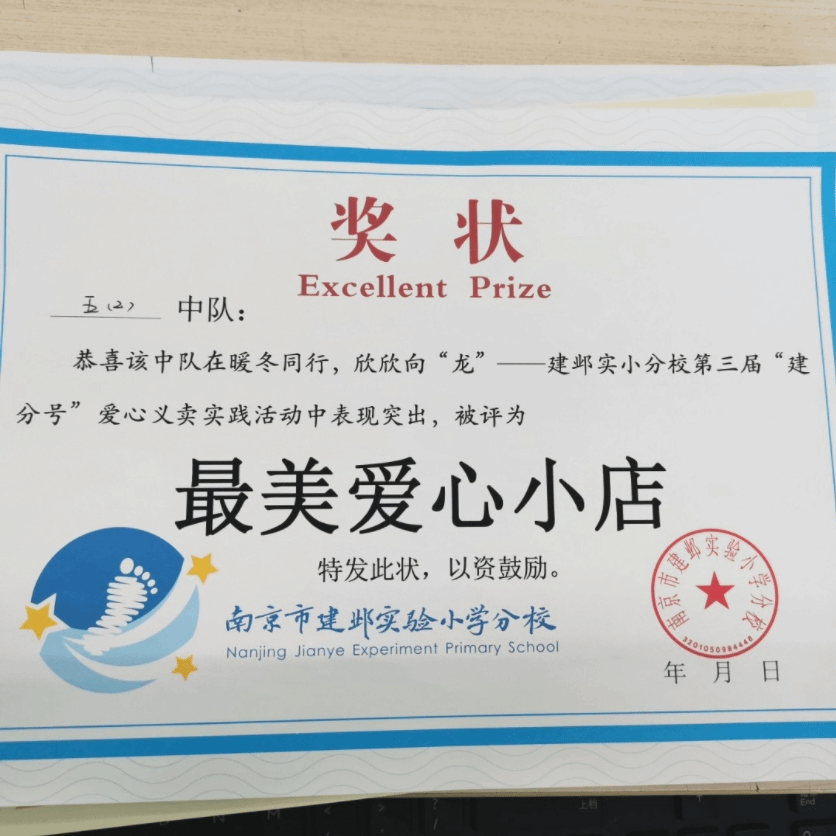 奖状
Excellent Prize
五(2) 中队：
恭喜该中队在暖冬同行，欣欣向“龙”——建邺实小分校第三届“建
分号”爱心义卖实践活动中表现突出，被评为
最美爱心小店
特发此状，以资鼓励。
南京市建邺实验小学分校
Nanjing Jianye Experiment Primary School
南京市建邺实验小学分校
3201050984448
年 月 日
上档
End